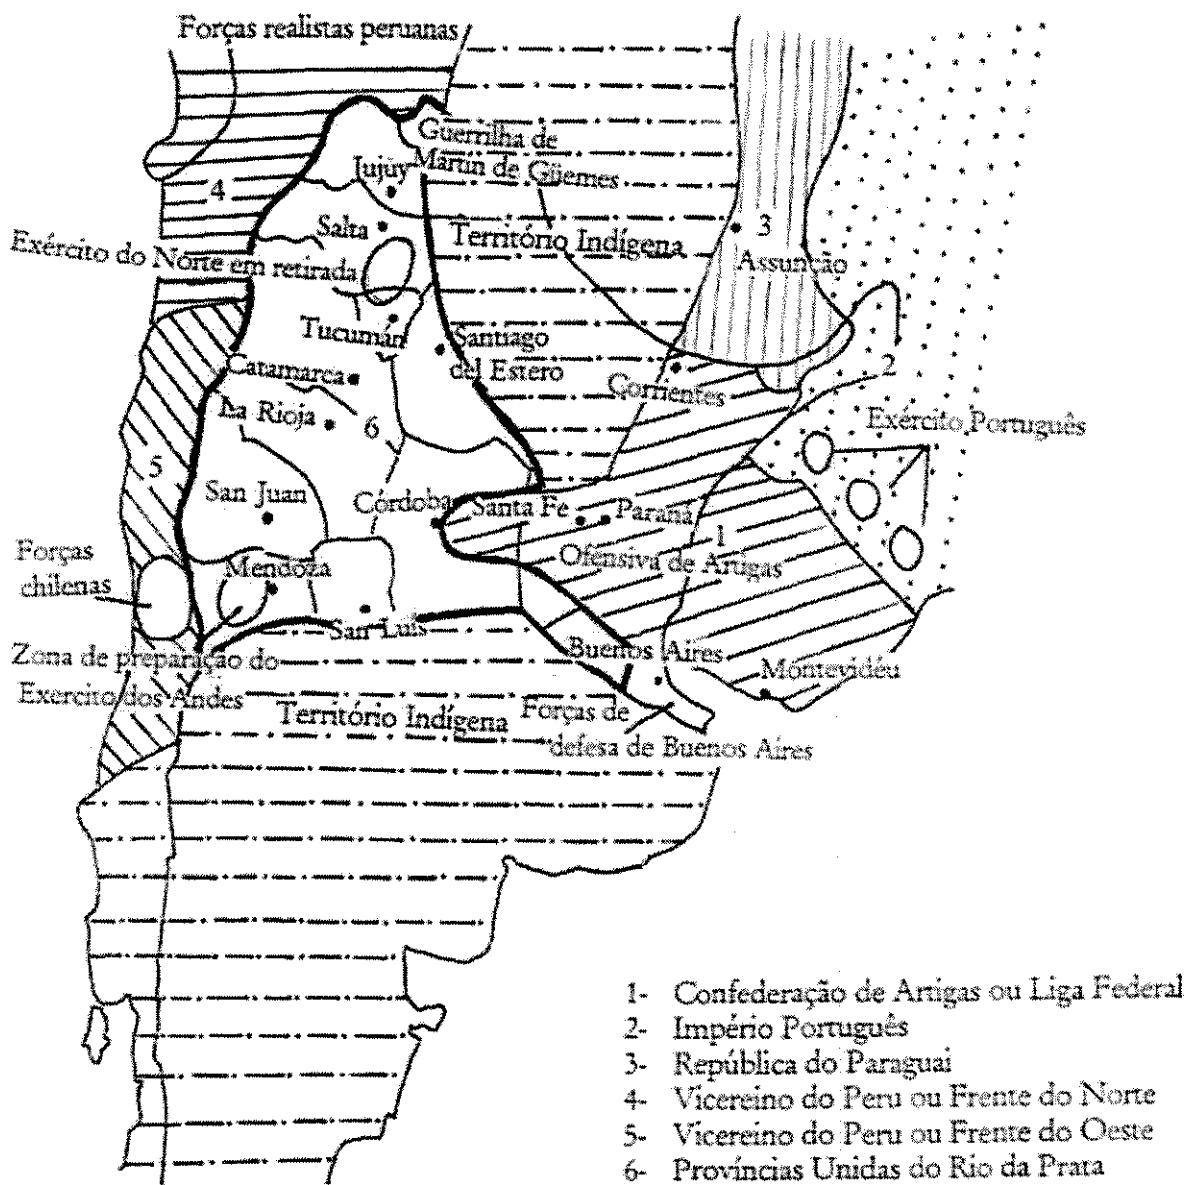 Forças realistas peruanas
Guerrilha de
Martín de Güemes
Jujuy
4
Salta
Território Indígena
3
Assunção
Exército do Norte em retirada
Tucumán
Santiago
del Estero
2
Catamarca
Corrientes
La Rioja
6
Exército Português
5
San Juan
Córdoba
Santa Fe
Paraná
1
Ofensiva de Artigas
Forças
chilenas
Mendoza
San Luis
Buenos Aires
Montevidéu
Zona de preparação do
Exercito dos Andes
Território Indígena
Forças de
defesa de Buenos Aires
1- Confederação de Artigas ou Liga Federal
2- Império Português
3- República do Paraguai
4- Vicereino do Peru ou Frente do Norte
5- Vicereino do Peru ou Frente do Oeste
6- Províncias Unidas do Rio da Prata